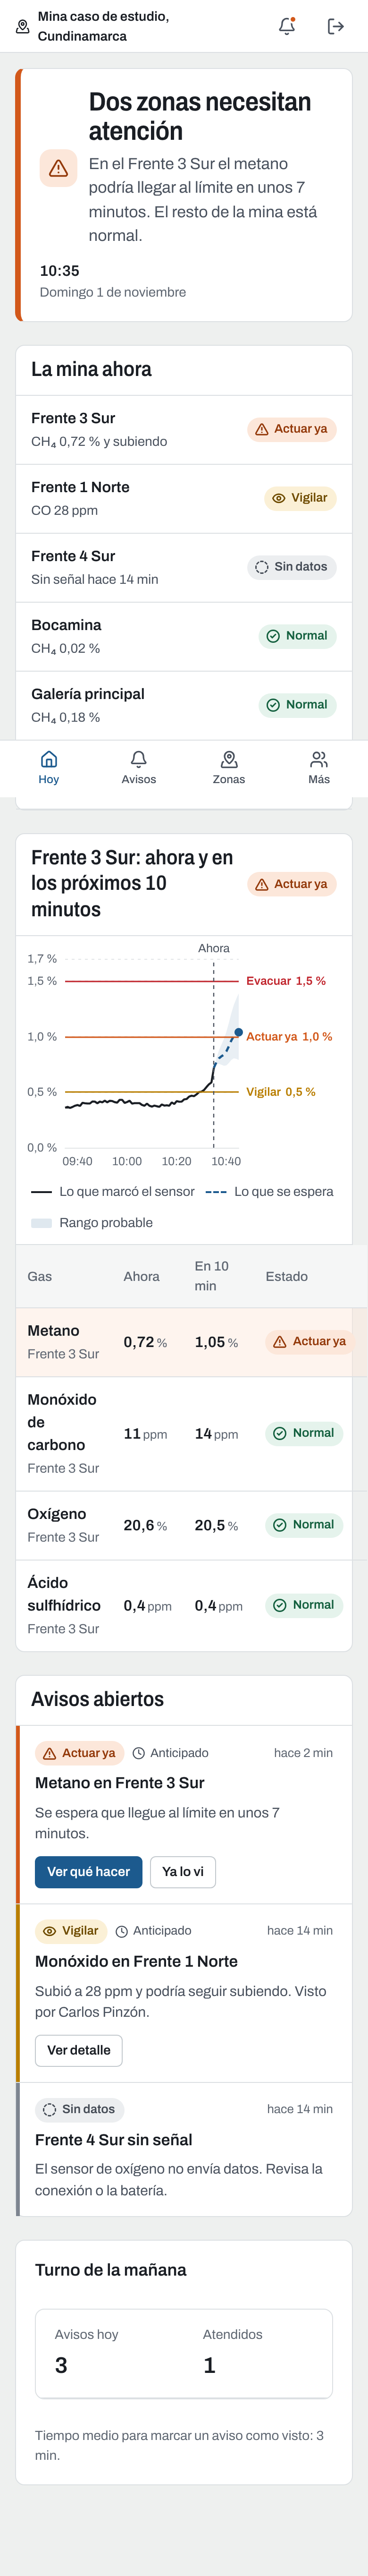 Mina caso de estudio,
Cundinamarca
Dos zonas necesitan
atención
En el Frente 3 Sur el metano
podría llegar al límite en unos 7
minutos. El resto de la mina está
normal.
10:35
Domingo 1 de noviembre
La mina ahora
Frente 3 Sur
CH₄ 0,72 % y subiendo
Actuar ya
Frente 1 Norte
CO 28 ppm
Vigilar
Frente 4 Sur
Sin señal hace 14 min
Sin datos
Bocamina
CH₄ 0,02 %
Normal
Galería principal
CH₄ 0,18 %
Normal
Hoy
Avisos
Zonas
Más
Frente 3 Sur: ahora y en
los próximos 10
minutos
Actuar ya
Ahora
1,7 %
1,5 %
Evacuar 1,5 %
1,0 %
Actuar ya 1,0 %
0,5 %
Vigilar 0,5 %
0,0 %
09:40 10:00 10:20 10:40
Lo que marcó el sensor
Lo que se espera
Rango probable
Gas Ahora En 10
min Estado
Metano
Frente 3 Sur
0,72 % 1,05 % Actuar ya
Monóxido
de
carbono
Frente 3 Sur
11 ppm 14 ppm Normal
Oxígeno
Frente 3 Sur
20,6 % 20,5 % Normal
Ácido
sulfhídrico
Frente 3 Sur
0,4 ppm 0,4 ppm Normal
Avisos abiertos
Actuar ya Anticipado hace 2 min
Metano en Frente 3 Sur
Se espera que llegue al límite en unos 7
minutos.
Ver qué hacer Ya lo vi
Vigilar Anticipado hace 14 min
Monóxido en Frente 1 Norte
Subió a 28 ppm y podría seguir subiendo. Visto
por Carlos Pinzón.
Ver detalle
Sin datos hace 14 min
Frente 4 Sur sin señal
El sensor de oxígeno no envía datos. Revisa la
conexión o la batería.
Turno de la mañana
Avisos hoy Atendidos
3 1
Tiempo medio para marcar un aviso como visto: 3
min.